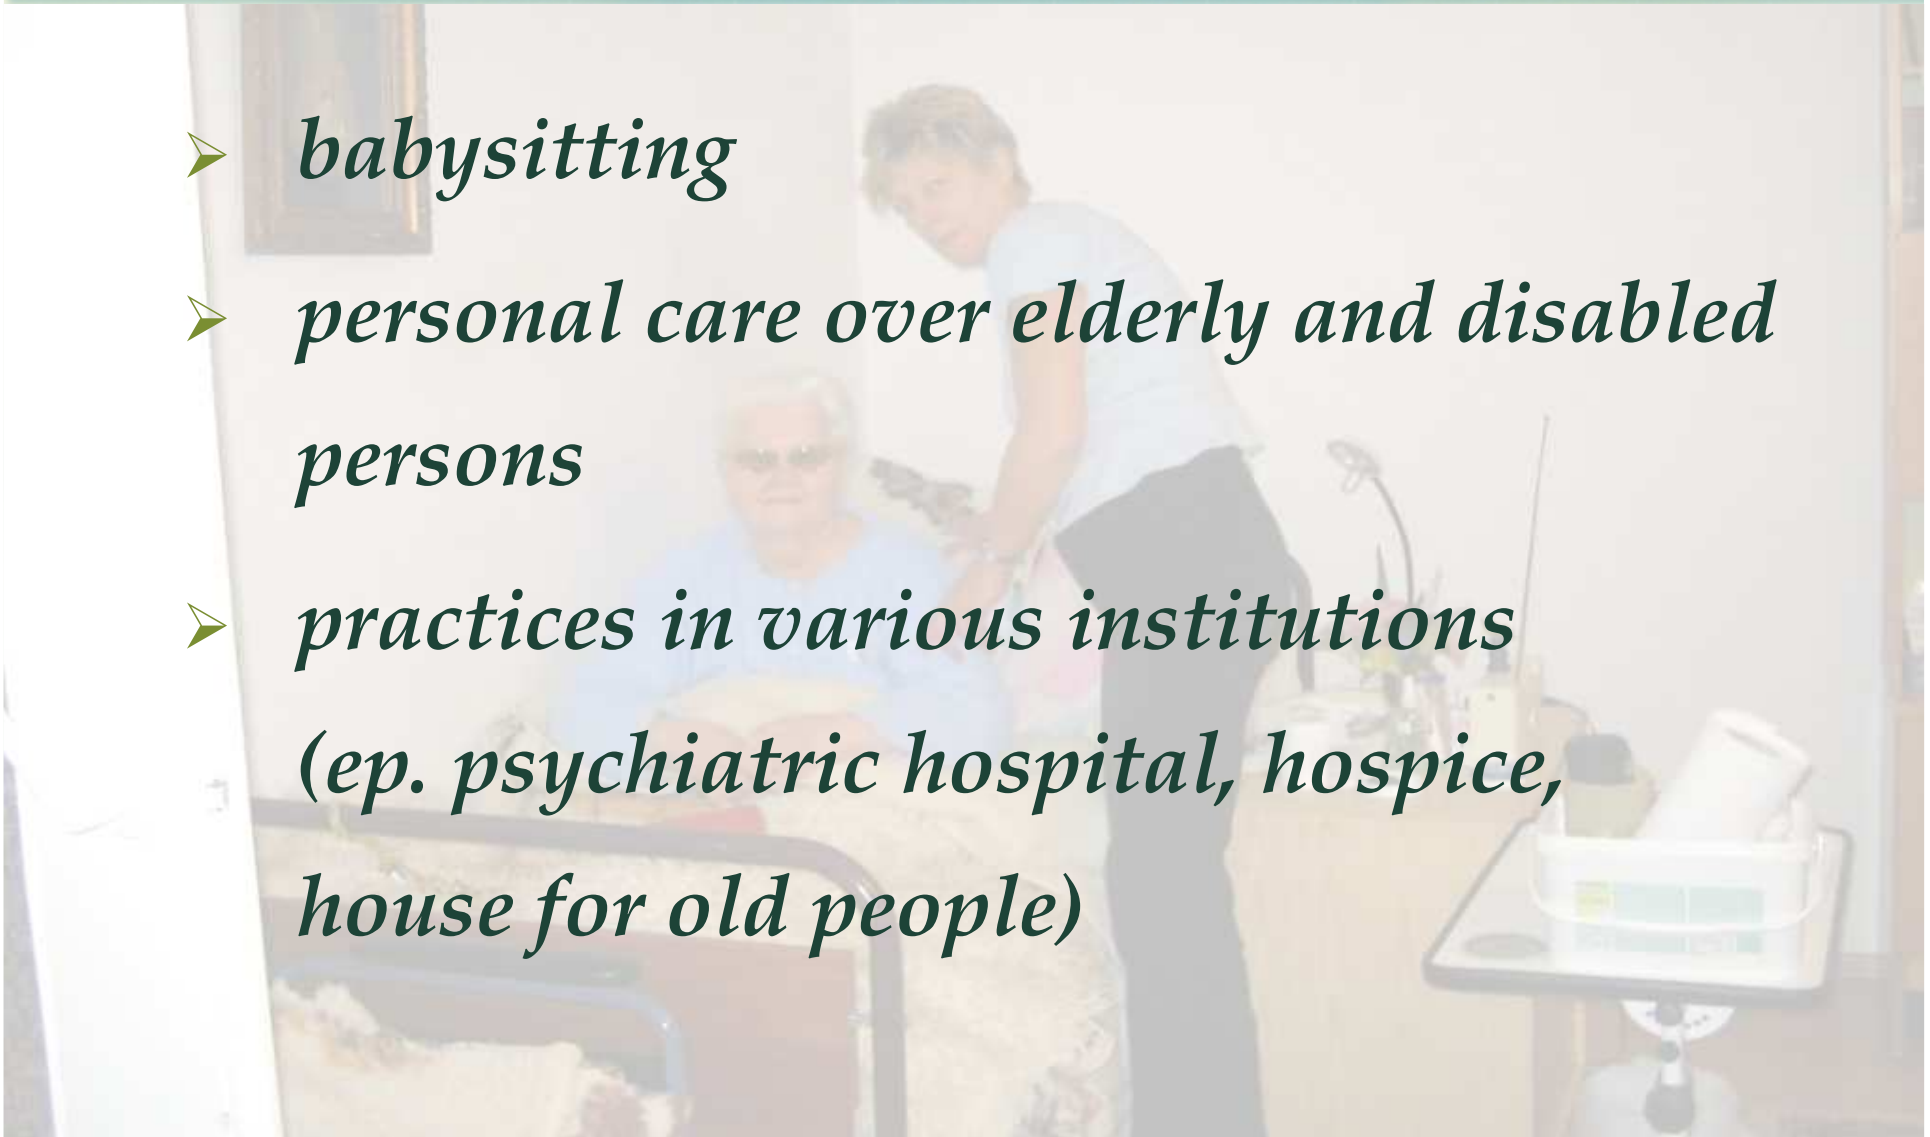 babysitting
personal care over elderly and disabled
persons
practices in various institutions
(ep. psychiatric hospital, hospice,
house for old people)